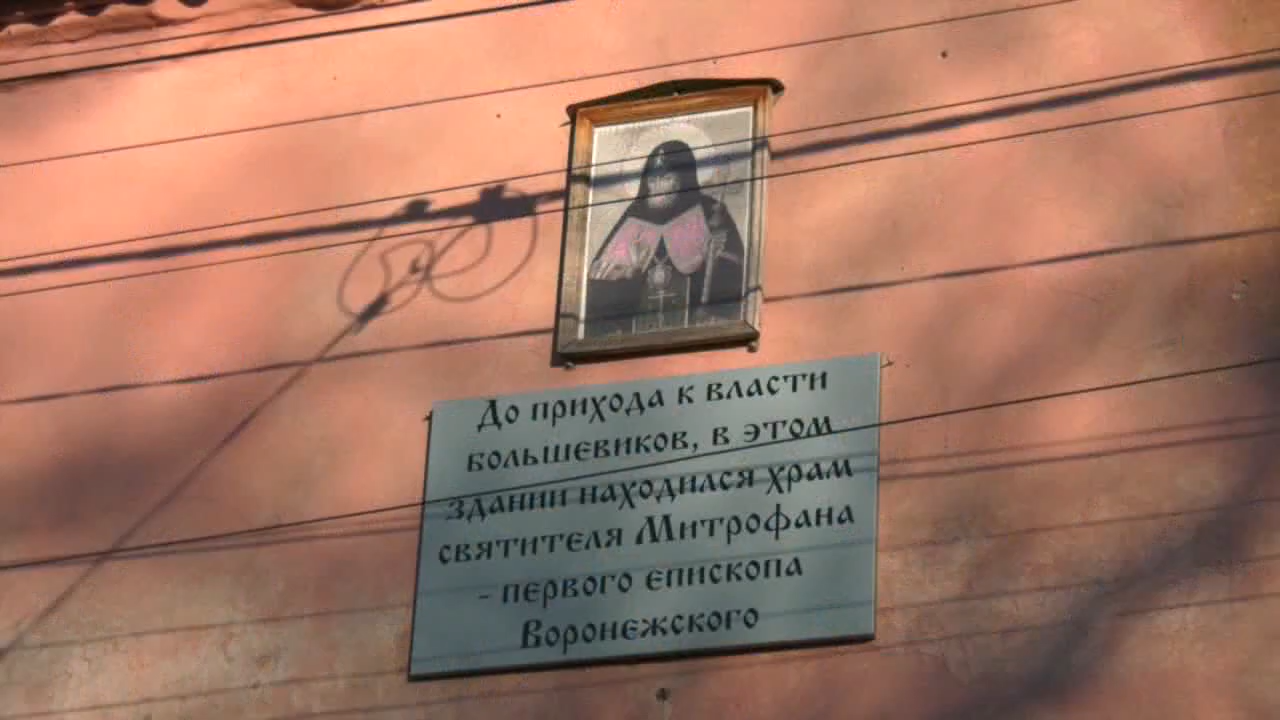 До прихода к власти
большевиков, в этом
здании находился храм
святителя Митрофана
- первого епископа
Воронежского